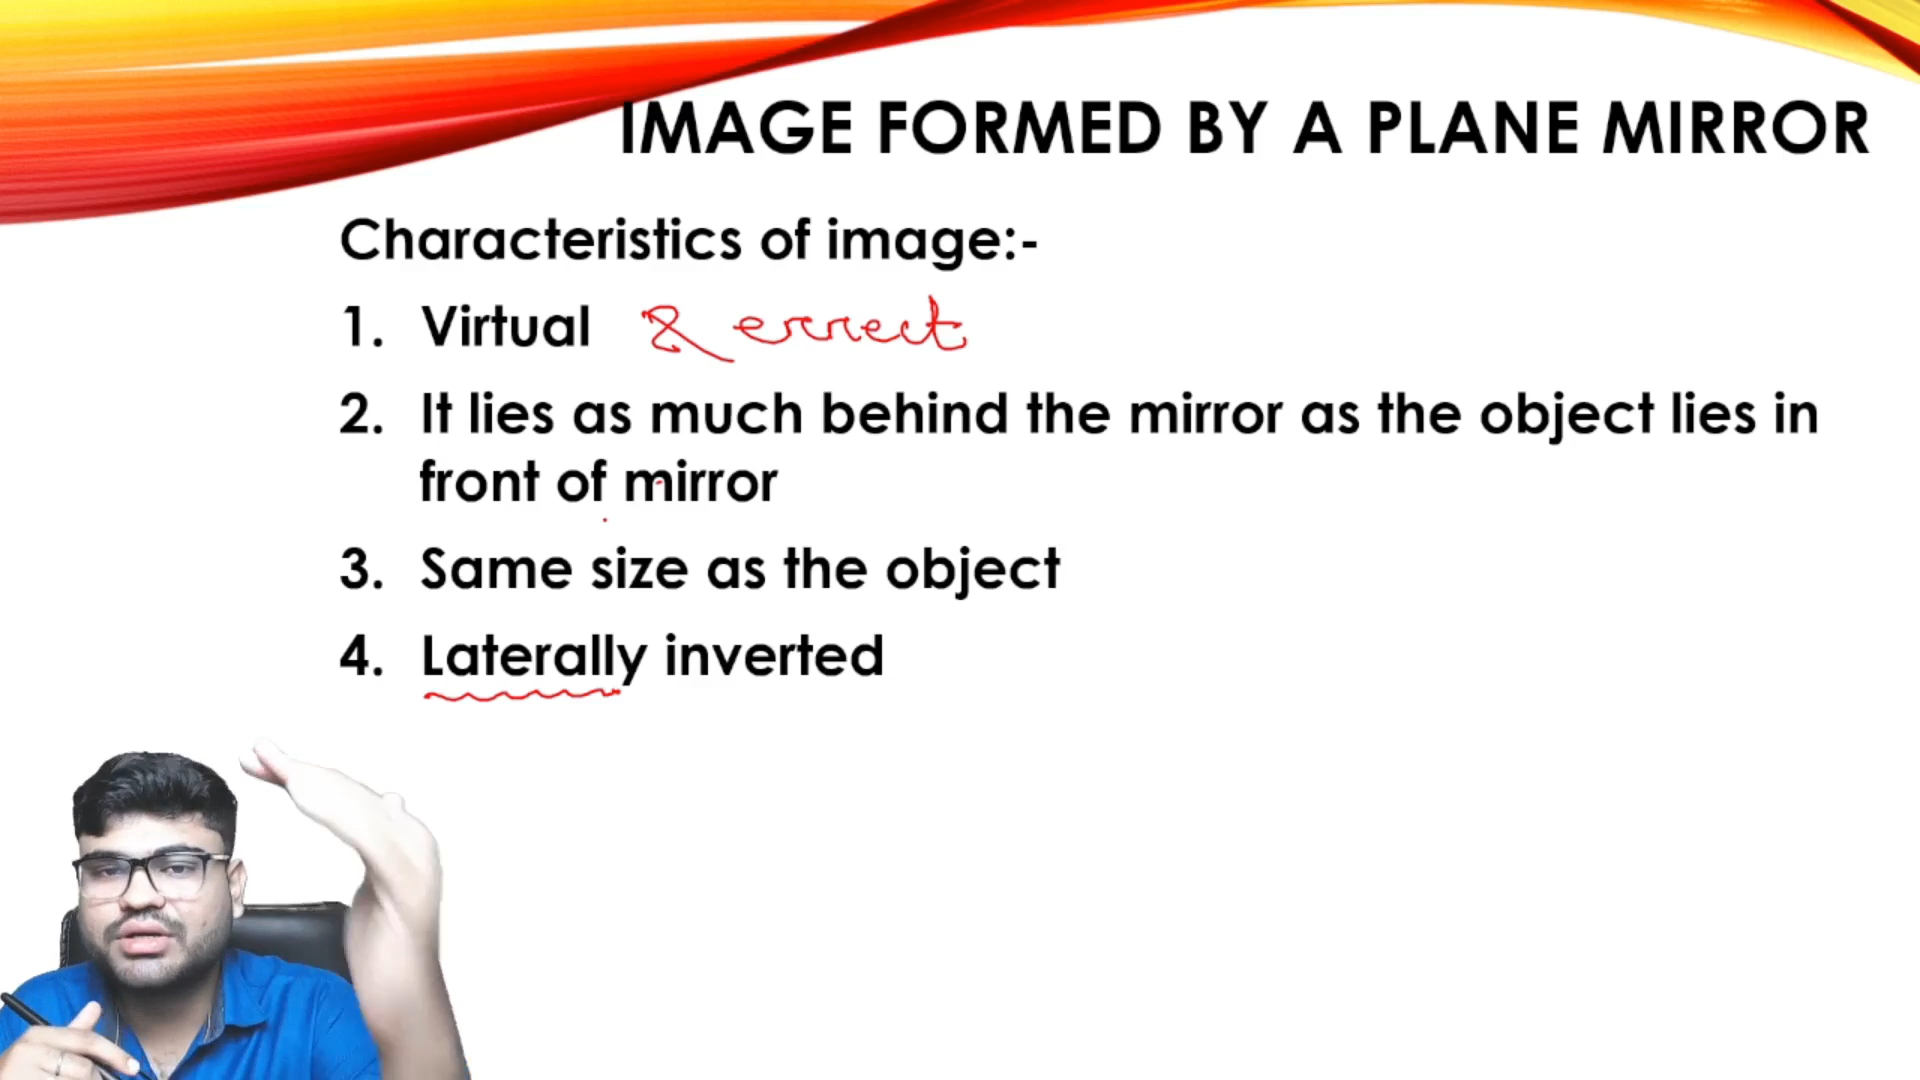 IMAGE FORMED BY A PLANE MIRROR
Characteristics of image:-
1. Virtual & errect
2. It lies as much behind the mirror as the object lies in
front of mirror
3. Same size as the object
4. Laterally inverted